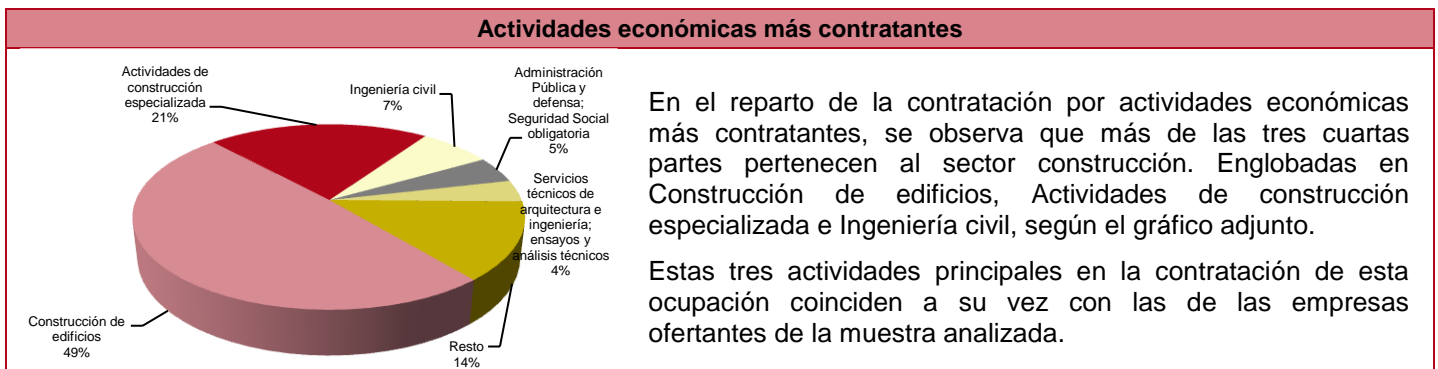 Actividades económicas más contratantes
Actividades de
construcción
especializada
21%
Ingeniería civil
7%
Administración
Pública y
defensa;
Seguridad Social
obligatoria
5%
Servicios
técnicos de
arquitectura e
ingeniería;
ensayos y
análisis técnicos
4%
Construcción de
edificios
49%
Resto
14%
En el reparto de la contratación por actividades económicas
más contratantes, se observa que más de las tres cuartas
partes pertenecen al sector construcción. Englobadas en
Construcción de edificios, Actividades de construcción
especializada e Ingeniería civil, según el gráfico adjunto.
Estas tres actividades principales en la contratación de esta
ocupación coinciden a su vez con las de las empresas
ofertantes de la muestra analizada.